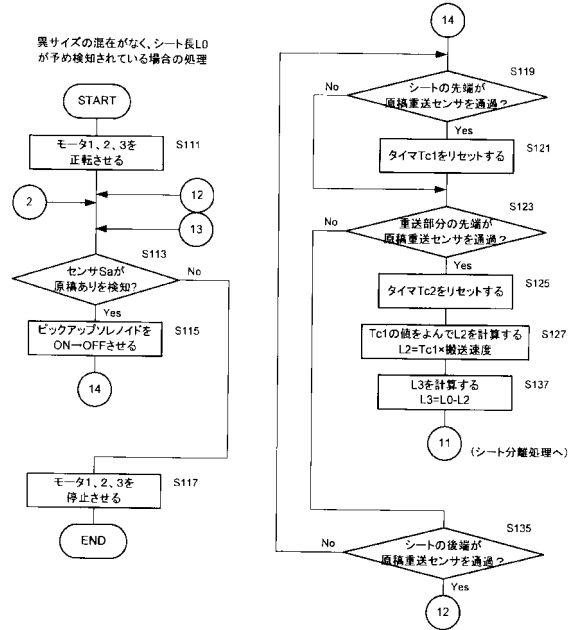 異サイズの混在がなく、シート長L0
が予め検知されている場合の処理
START
モータ1、2、3を
正転させる
S111
2
12
13
S113
センサSaが
原稿ありを検知?
No
Yes
ピックアップソレノイドを
ON→OFFさせる
S115
14
モータ1、2、3を
停止させる
S117
END
14
S119
No
シートの先端が
原稿重送センサを通過?
Yes
タイマTc1をリセットする
S121
S123
No
重送部分の先端が
原稿重送センサを通過?
Yes
タイマTc2をリセットする
S125
Tc1の値をよんでL2を計算する
L2=Tc1×搬送速度
S127
L3を計算する
L3=L0-L2
S137
11
(シート分離処理へ)
S135
No
シートの後端が
原稿重送センサを通過?
Yes
12